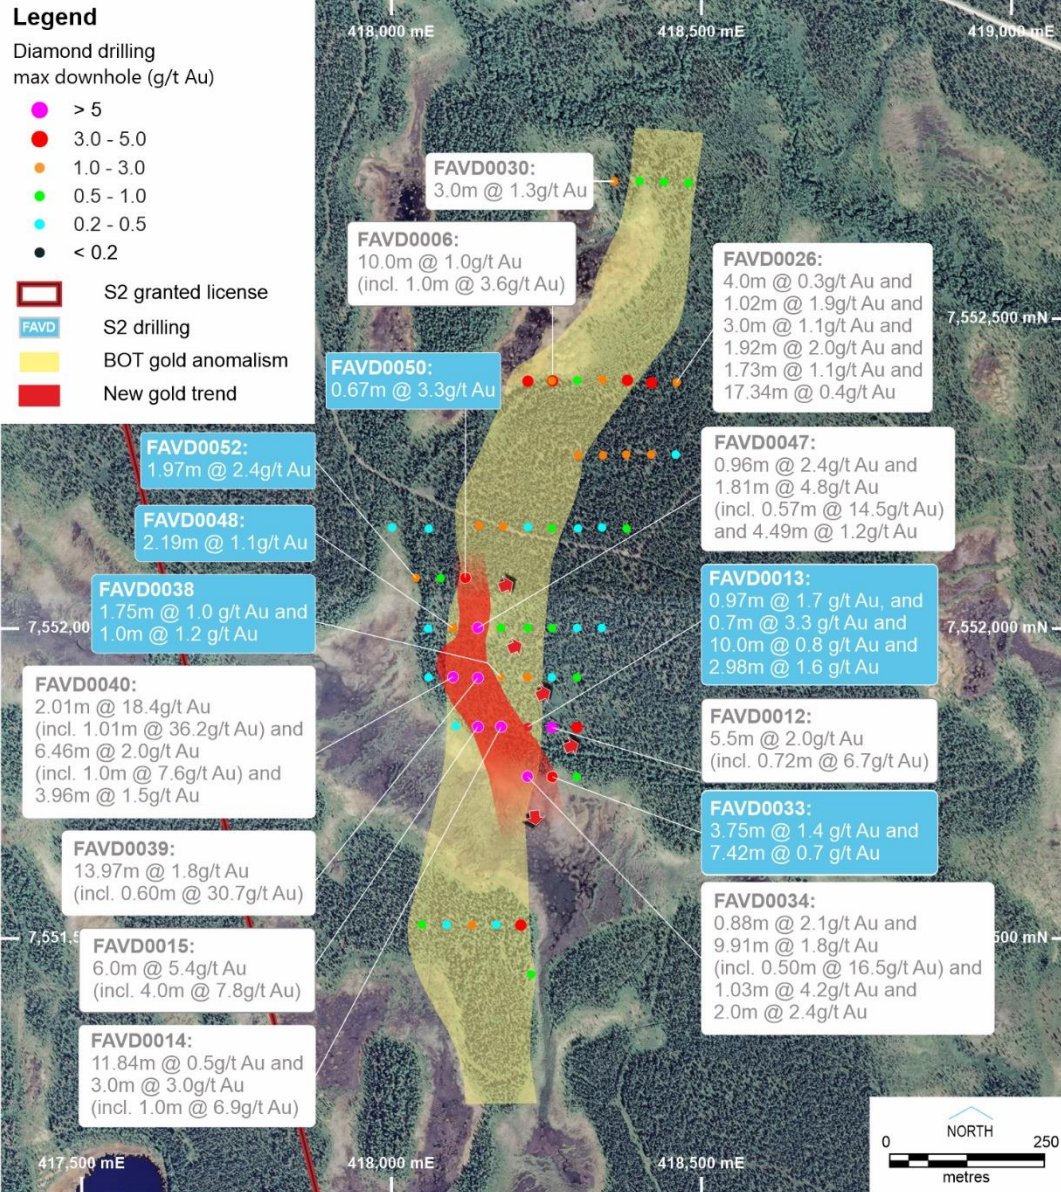 Legend
Diamond drilling
max downhole (g/t Au)
> 5
3.0 - 5.0
1.0 - 3.0
0.5 - 1.0
0.2 - 0.5
< 0.2
S2 granted license
FAVD
S2 drilling
BOT gold anomalism
New gold trend
418,000 mE
418,500 mE
419,000 mE
FAVD0030:
3.0m @ 1.3g/t Au
FAVD0006:
10.0m @ 1.0g/t Au
(incl. 1.0m @ 3.6g/t Au)
FAVD0026:
4.0m @ 0.3g/t Au and
1.02m @ 1.9g/t Au and
3.0m @ 1.1g/t Au and
1.92m @ 2.0g/t Au and
1.73m @ 1.1g/t Au and
17.34m @ 0.4g/t Au
7,552,500 mN
FAVD0050:
0.67m @ 3.3g/t Au
FAVD0052:
1.97m @ 2.4g/t Au
FAVD0047:
0.96m @ 2.4g/t Au and
1.81m @ 4.8g/t Au
(incl. 0.57m @ 14.5g/t Au)
and 4.49m @ 1.2g/t Au
FAVD0048:
2.19m @ 1.1g/t Au
FAVD0038
1.75m @ 1.0 g/t Au and
1.0m @ 1.2 g/t Au
7,552,00
FAVD0013:
0.97m @ 1.7 g/t Au, and
0.7m @ 3.3 g/t Au and
10.0m @ 0.8 g/t Au and
2.98m @ 1.6 g/t Au
7,552,000 mN
FAVD0040:
2.01m @ 18.4g/t Au
(incl. 1.01m @ 36.2g/t Au) and
6.46m @ 2.0g/t Au
(incl. 1.0m @ 7.6g/t Au) and
3.96m @ 1.5g/t Au
FAVD0012:
5.5m @ 2.0g/t Au
(incl. 0.72m @ 6.7g/t Au)
FAVD0033:
3.75m @ 1.4 g/t Au and
7.42m @ 0.7 g/t Au
FAVD0039:
13.97m @ 1.8g/t Au
(incl. 0.60m @ 30.7g/t Au)
FAVD0034:
0.88m @ 2.1g/t Au and
9.91m @ 1.8g/t Au
(incl. 0.50m @ 16.5g/t Au) and
1.03m @ 4.2g/t Au and
2.0m @ 2.4g/t Au
7,551,5
500 mN
FAVD0015:
6.0m @ 5.4g/t Au
(incl. 4.0m @ 7.8g/t Au)
FAVD0014:
11.84m @ 0.5g/t Au and
3.0m @ 3.0g/t Au
(incl. 1.0m @ 6.9g/t Au)
417,500 mE
418,000 mE
418,500 mE
NORTH
0 250
metres